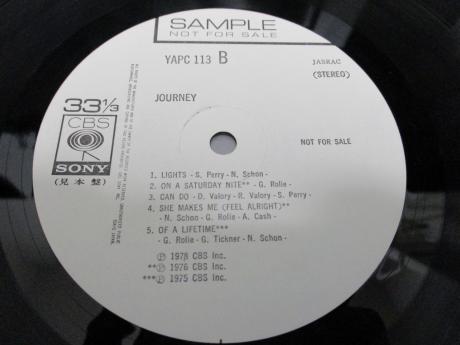 SAMPLE
NOT FOR SALE
YAPC 113 B
JASRAC
(STEREO)
33 1/3
CBS
SONY
(見本盤)
JOURNEY
NOT FOR SALE
1. LIGHTS - S. Perry - N. Schon -
2. ON A SATURDAY NITE** - G. Rolie -
3. CAN DO - D. Valory - R. Valory - S. Perry -
4. SHE MAKES ME (FEEL ALRIGHT)**
- N. Schon - G. Rolie - A. Cash -
5. OF A LIFETIME***
- G. Rolie - G. Tickner - N. Schon -
Ⓟ 1978 CBS Inc.
**Ⓟ 1976 CBS Inc.
***Ⓟ 1975 CBS Inc.